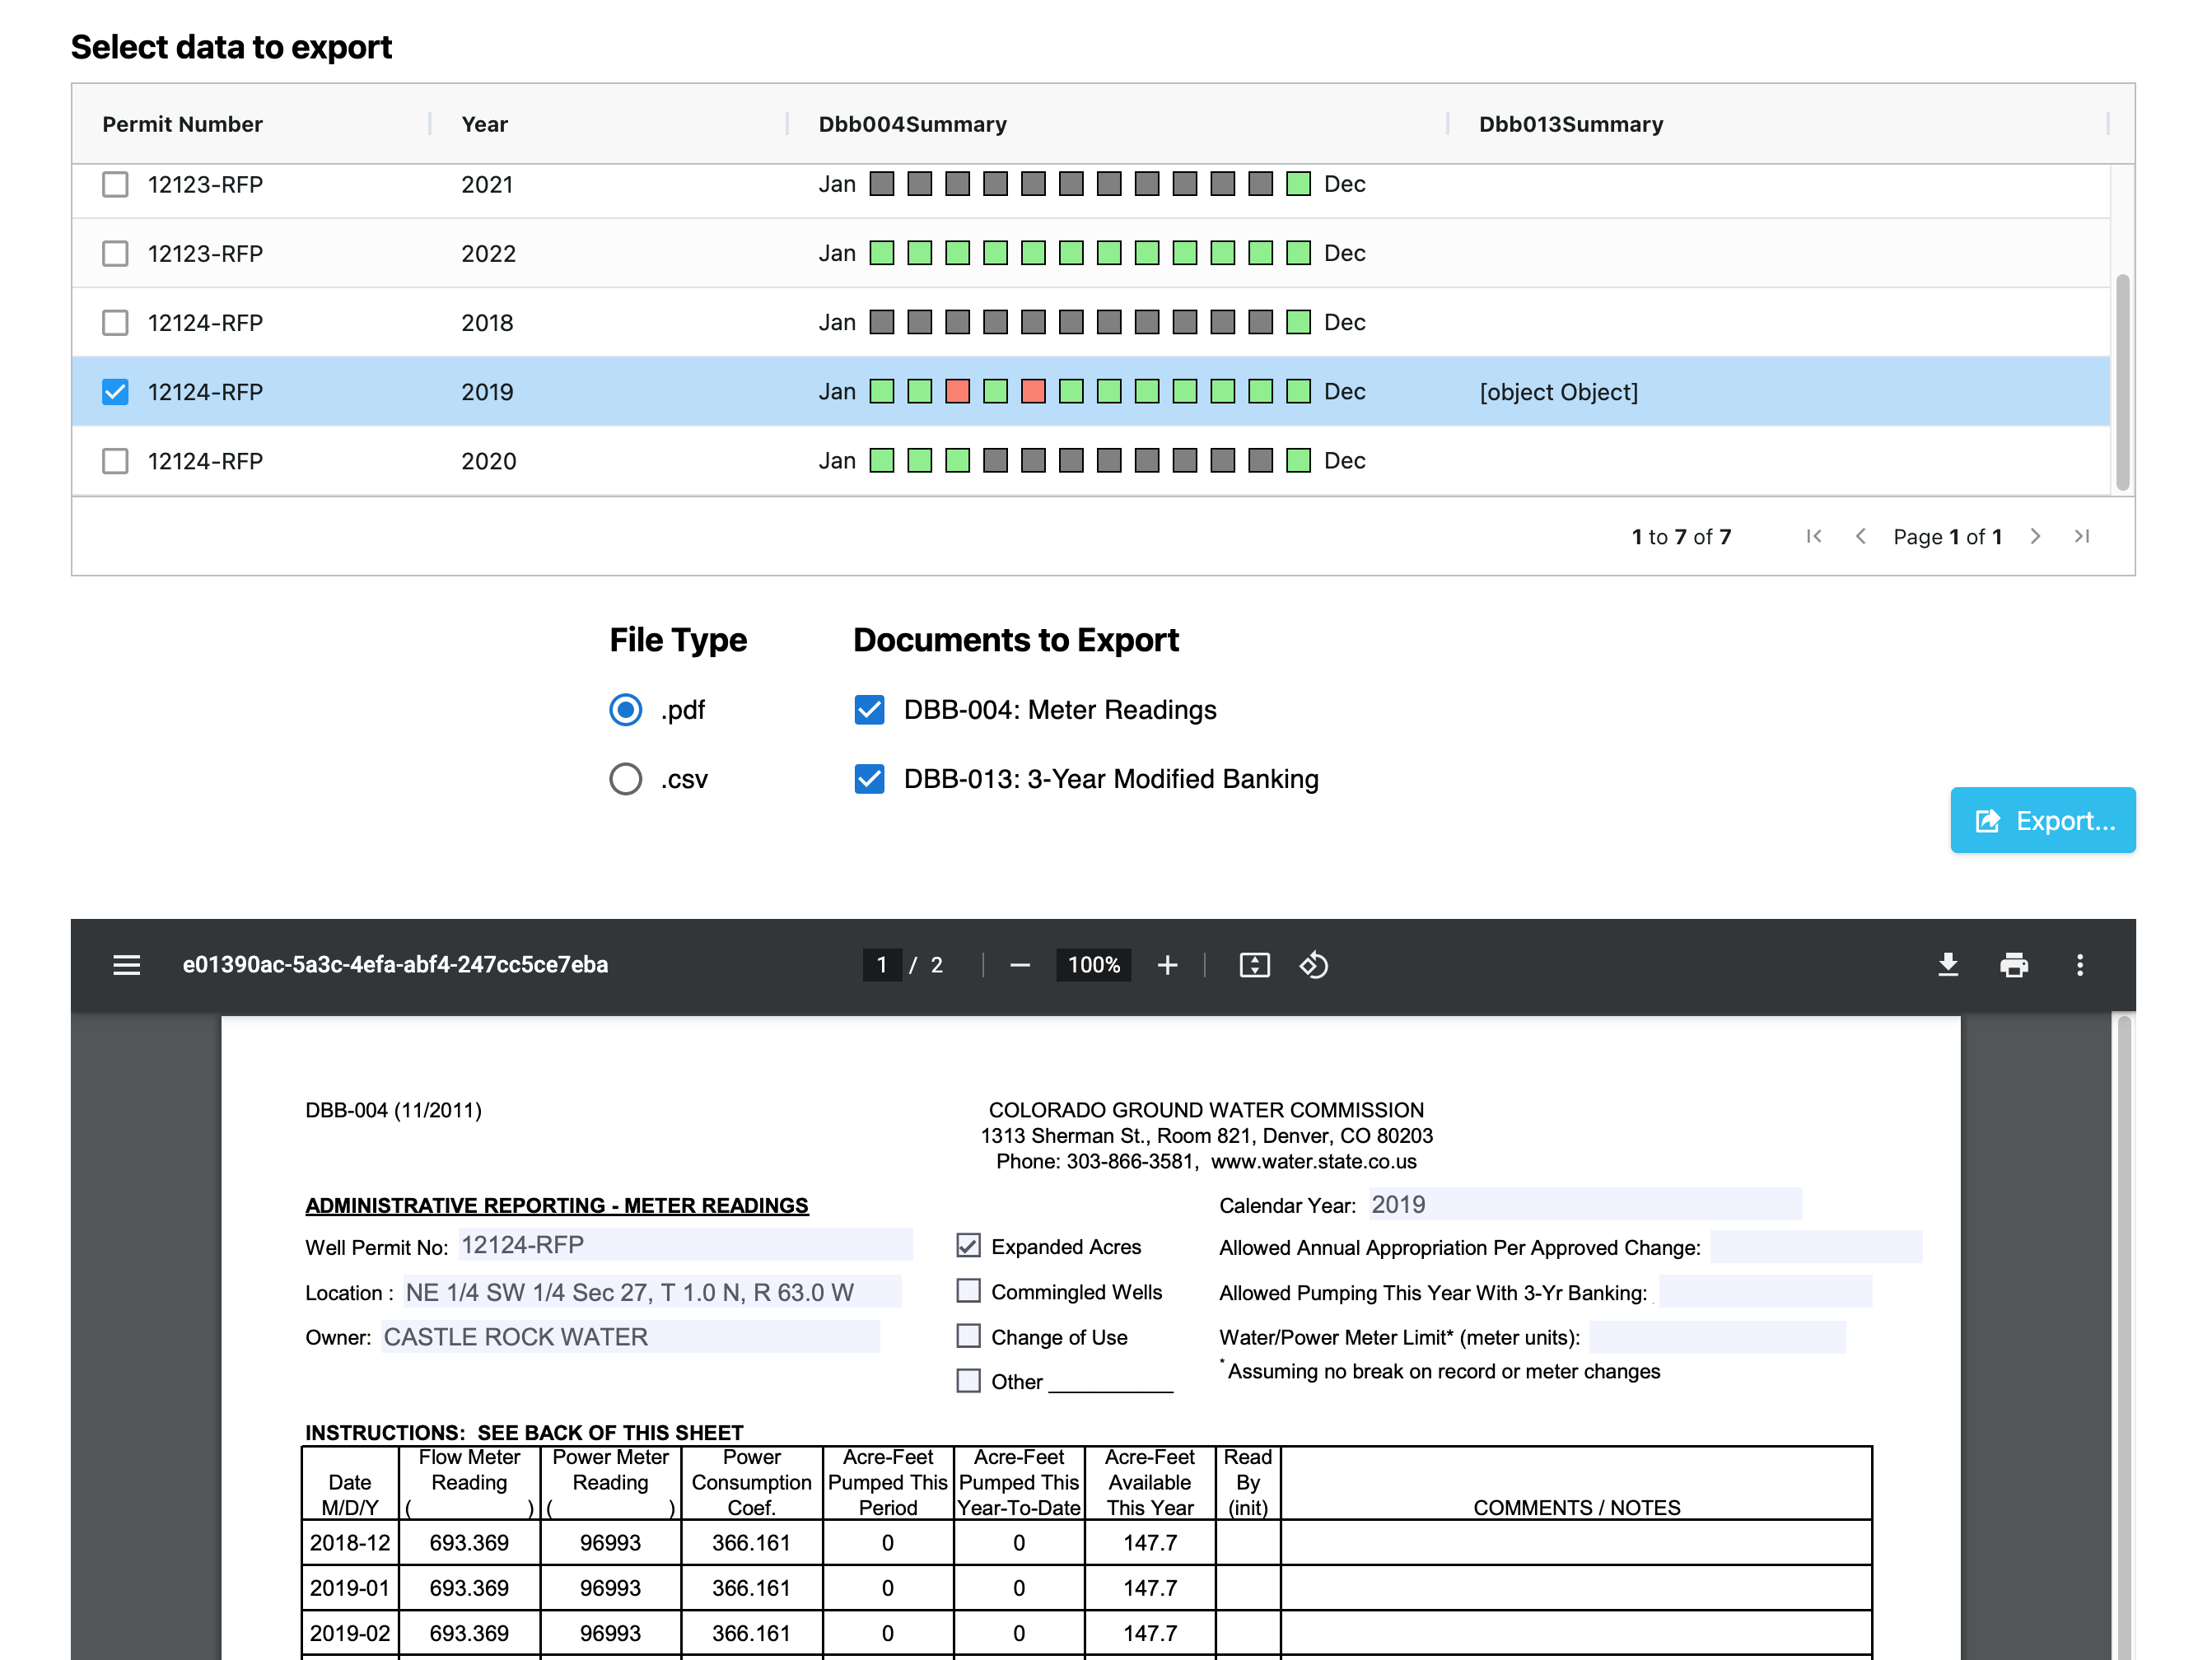 Select data to export
Permit Number Year Dbb004Summary Dbb013Summary
12123-RFP 2021 Jan Dec
12123-RFP 2022 Jan Dec
12124-RFP 2018 Jan Dec
12124-RFP 2019 Jan Dec [object Object]
12124-RFP 2020 Jan Dec
1 to 7 of 7 Page 1 of 1
File Type Documents to Export
.pdf DBB-004: Meter Readings
.csv DBB-013: 3-Year Modified Banking
Export...
e01390ac-5a3c-4efa-abf4-247cc5ce7eba 1 / 2 100%
DBB-004 (11/2011)
COLORADO GROUND WATER COMMISSION
1313 Sherman St., Room 821, Denver, CO 80203
Phone: 303-866-3581, www.water.state.co.us
ADMINISTRATIVE REPORTING - METER READINGS
Calendar Year: 2019
Well Permit No: 12124-RFP
Expanded Acres
Allowed Annual Appropriation Per Approved Change:
Location : NE 1/4 SW 1/4 Sec 27, T 1.0 N, R 63.0 W
Commingled Wells
Allowed Pumping This Year With 3-Yr Banking:
Owner: CASTLE ROCK WATER
Change of Use
Water/Power Meter Limit* (meter units):
*Assuming no break on record or meter changes
Other ___________
INSTRUCTIONS: SEE BACK OF THIS SHEET
Date
M/D/Y
Flow Meter
Reading
( )
Power Meter
Reading
( )
Power
Consumption
Coef.
Acre-Feet
Pumped This
Period
Acre-Feet
Pumped This
Year-To-Date
Acre-Feet
Available
This Year
Read
By
(init)
COMMENTS / NOTES
2018-12 693.369 96993 366.161 0 0 147.7
2019-01 693.369 96993 366.161 0 0 147.7
2019-02 693.369 96993 366.161 0 0 147.7